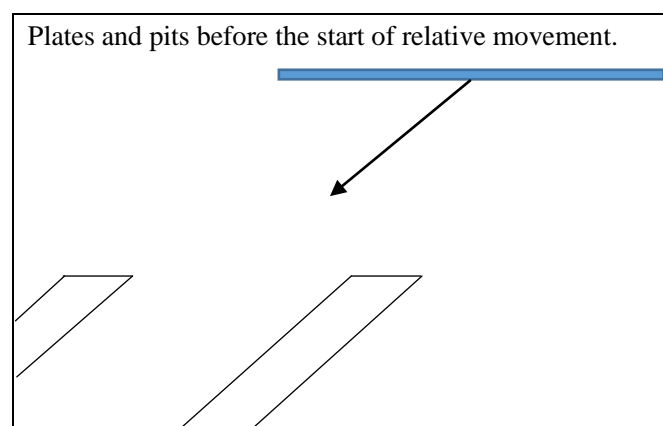 Plates and pits before the start of relative movement.